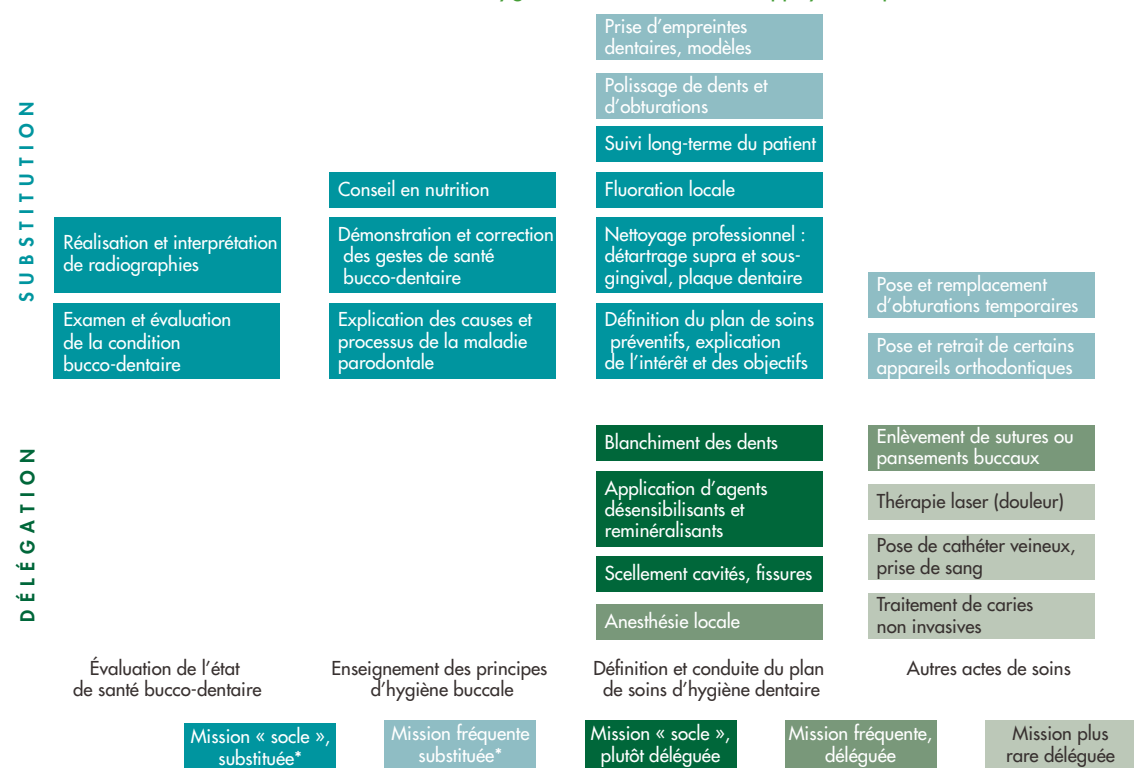 SUBSTITUTION
Réalisation et interprétation
de radiographies
Examen et évaluation
de la condition
bucco-dentaire
Conseil en nutrition
Démonstration et correction
des gestes de santé
bucco-dentaire
Explication des causes et
processus de la maladie
parodontale
Prise d'empreintes
dentaires, modèles
Polissage de dents et
d'obturations
Suivi long-terme du patient
Fluoration locale
Nettoyage professionnel :
détartrage supra et sous-
gingival, plaque dentaire
Définition du plan de soins
préventifs, explication
de l'intérêt et des objectifs
Pose et remplacement
d'obturations temporaires
Pose et retrait de certains
appareils orthodontiques
DÉLÉGATION
Blanchiment des dents
Application d'agents
désensibilisants et
reminéralisants
Scellement cavités, fissures
Anesthésie locale
Enlèvement de sutures ou
pansements buccaux
Thérapie laser (douleur)
Pose de cathéter veineux,
prise de sang
Traitement de caries
non invasives
Évaluation de l'état
de santé bucco-dentaire
Enseignement des principes
d'hygiène buccale
Définition et conduite du plan
de soins d'hygiène dentaire
Autres actes de soins
Mission « socle »,
substituée*
Mission fréquente
substituée*
Mission « socle »,
plutôt déléguée
Mission fréquente,
déléguée
Mission plus
rare déléguée